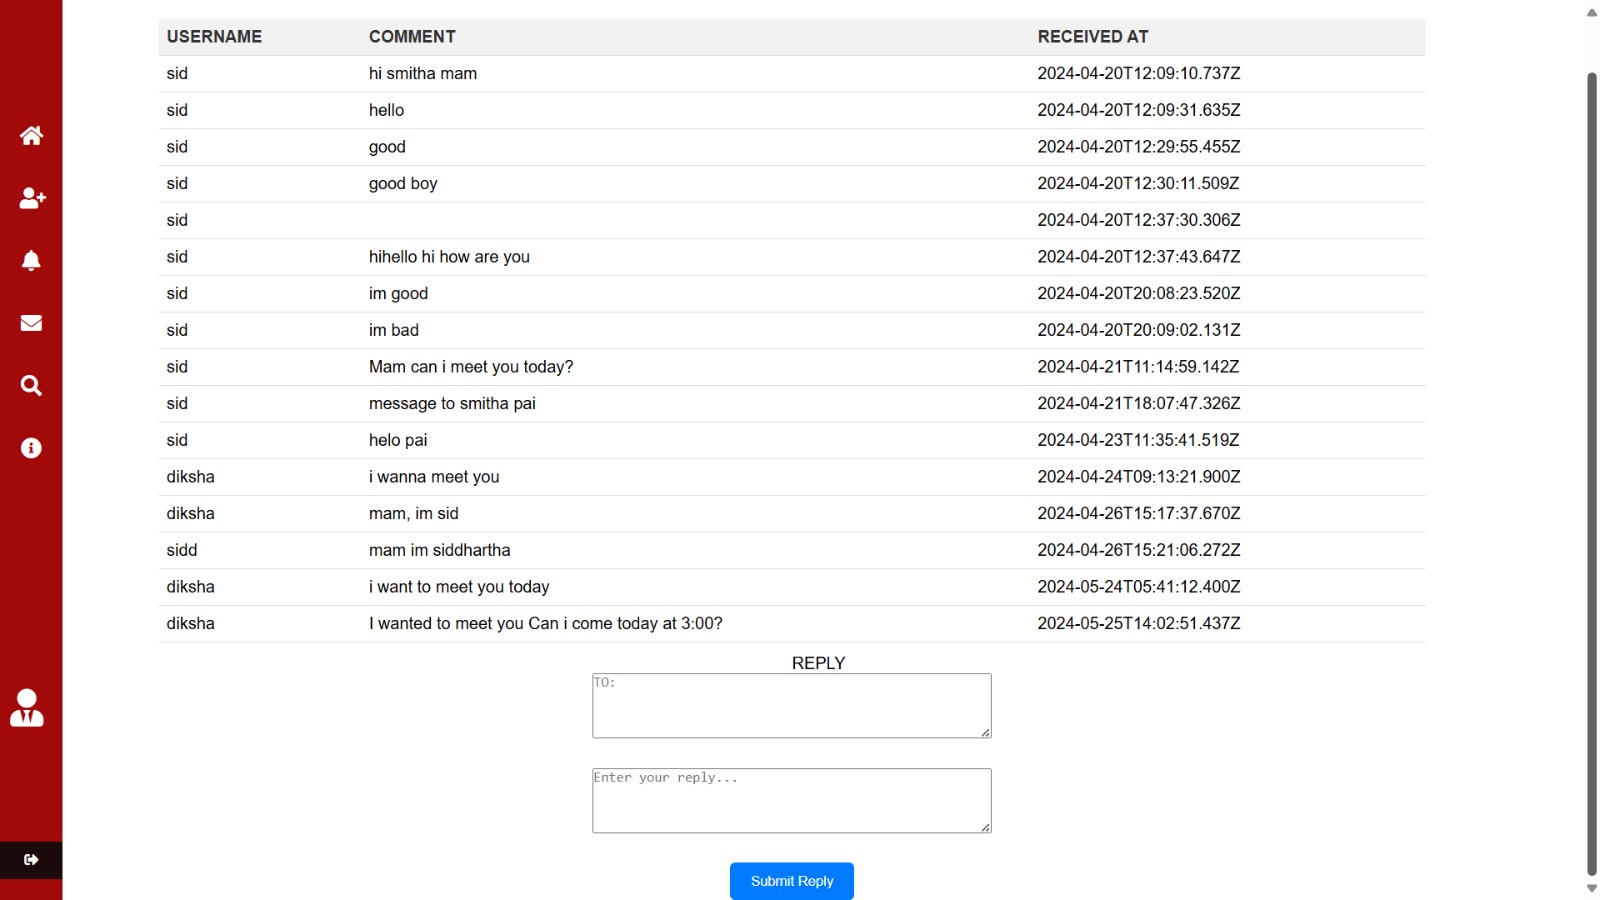 USERNAME COMMENT RECEIVED AT
sid hi smitha mam 2024-04-20T12:09:10.737Z
sid hello 2024-04-20T12:09:31.635Z
sid good 2024-04-20T12:29:55.455Z
sid good boy 2024-04-20T12:30:11.509Z
sid 2024-04-20T12:37:30.306Z
sid hihello hi how are you 2024-04-20T12:37:43.647Z
sid im good 2024-04-20T20:08:23.520Z
sid im bad 2024-04-20T20:09:02.131Z
sid Mam can i meet you today? 2024-04-21T11:14:59.142Z
sid message to smitha pai 2024-04-21T18:07:47.326Z
sid helo pai 2024-04-23T11:35:41.519Z
diksha i wanna meet you 2024-04-24T09:13:21.900Z
diksha mam, im sid 2024-04-26T15:17:37.670Z
sidd mam im siddhartha 2024-04-26T15:21:06.272Z
diksha i want to meet you today 2024-05-24T05:41:12.400Z
diksha I wanted to meet you Can i come today at 3:00? 2024-05-25T14:02:51.437Z
REPLY
TO:
Enter your reply...
Submit Reply